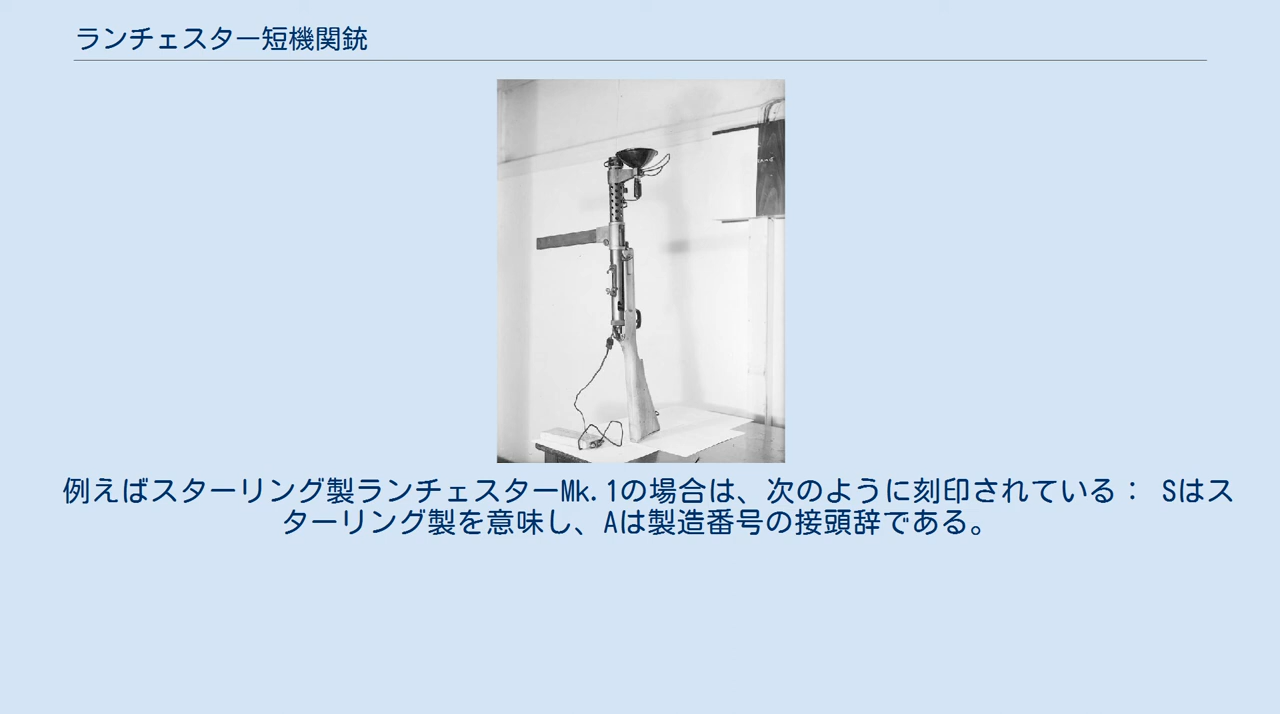 ランチェスター短機関銃
例えばスターリング製ランチェスターMk.1の場合は、次のように刻印されている： Sはス
ターリング製を意味し、Aは製造番号の接頭辞である。